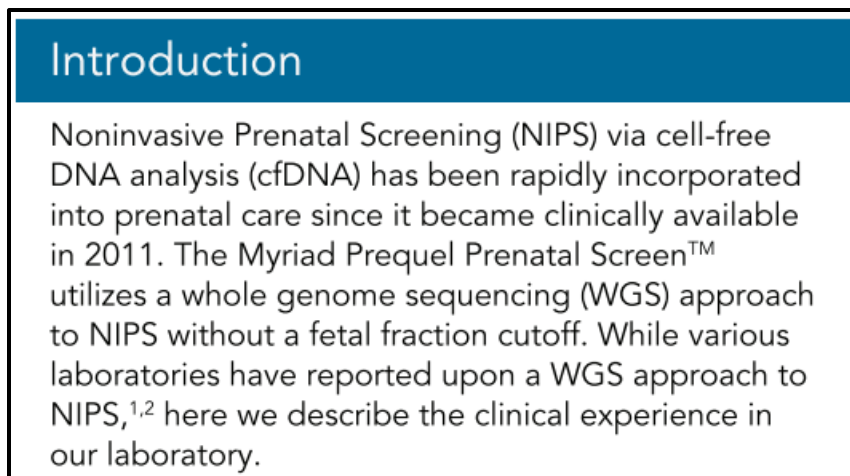 Introduction
Noninvasive Prenatal Screening (NIPS) via cell-free
DNA analysis (cfDNA) has been rapidly incorporated
into prenatal care since it became clinically available
in 2011. The Myriad Prequel Prenatal Screen™
utilizes a whole genome sequencing (WGS) approach
to NIPS without a fetal fraction cutoff. While various
laboratories have reported upon a WGS approach to
NIPS,¹,² here we describe the clinical experience in
our laboratory.